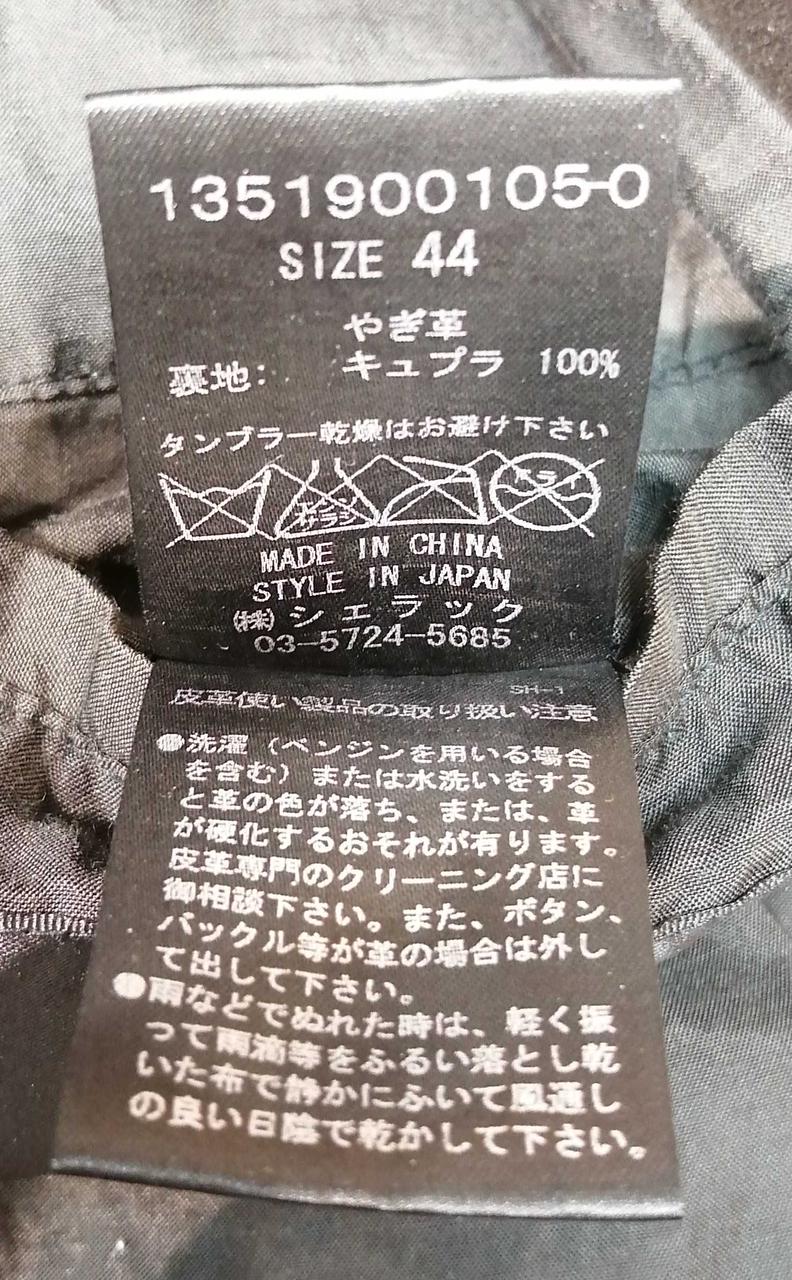 1351900105-0
SIZE 44
やぎ革
裏地: キュプラ 100%
タンブラー乾燥はお避け下さい
エンソ サラシ ドライ
MADE IN CHINA
STYLE IN JAPAN
㈱シェラック
03-5724-5685
SH-1
皮革使い製品の取り扱い注意
●洗濯（ベンジンを用いる場合
を含む）または水洗いをする
と革の色が落ち、または、革
が硬化するおそれが有ります。
皮革専門のクリーニング店に
御相談下さい。また、ボタン、
バックル等が革の場合は外し
て出して下さい。
●雨などでぬれた時は、軽く振
って雨滴等をふるい落とし乾
いた布で静かにふいて風通し
の良い日陰で乾かして下さい。